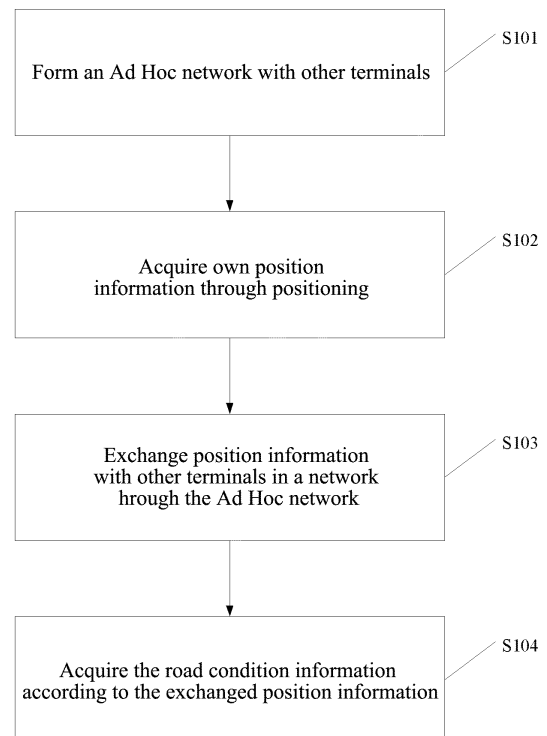 S101
Form an Ad Hoc network with other terminals
S102
Acquire own position
information through positioning
S103
Exchange position information
with other terminals in a network
hrough the Ad Hoc network
S104
Acquire the road condition information
according to the exchanged position information